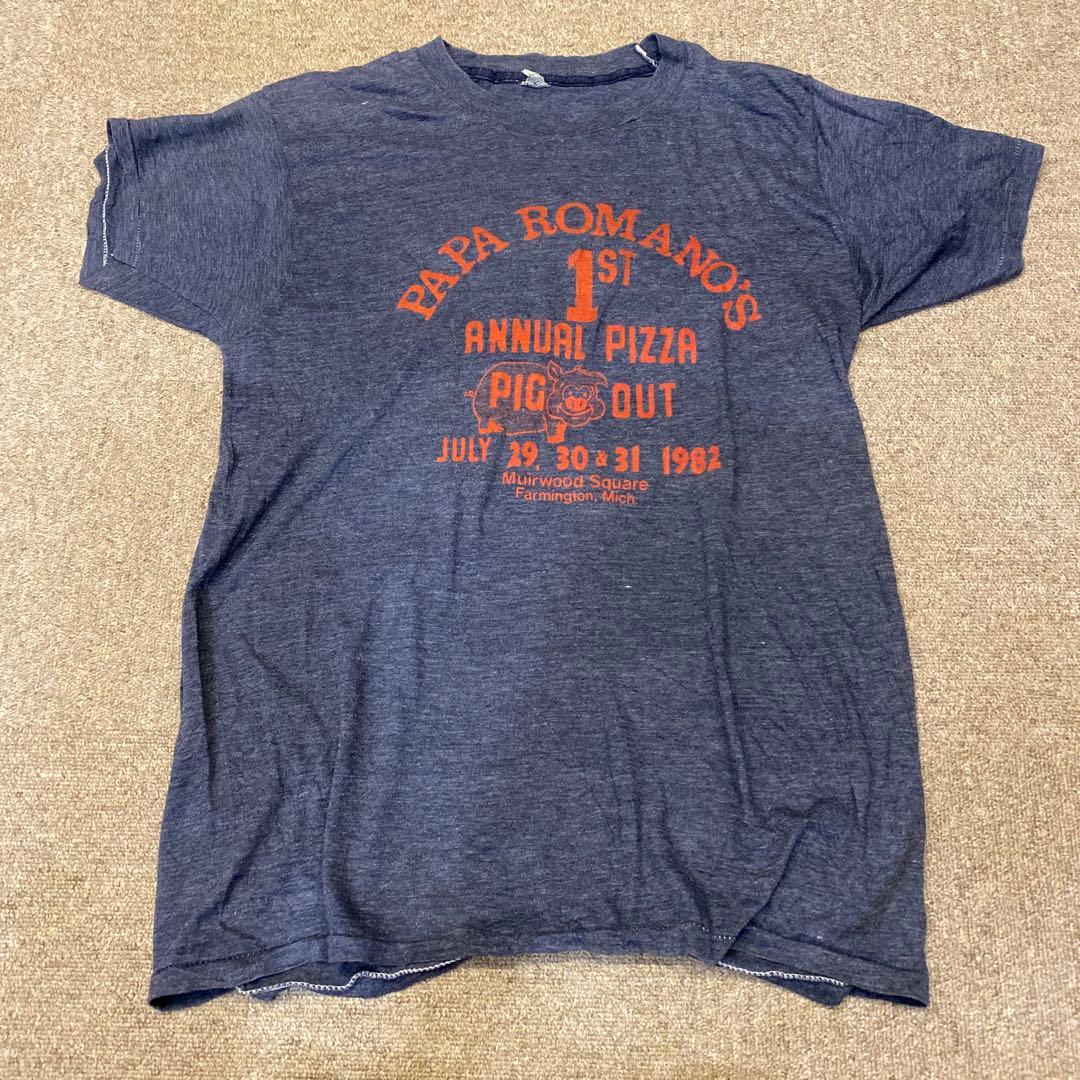 PAPA ROMANO'S
1ST
ANNUAL PIZZA
PIG OUT
JULY 29, 30 & 31 1982
Muirwood Square
Farmington, Mich